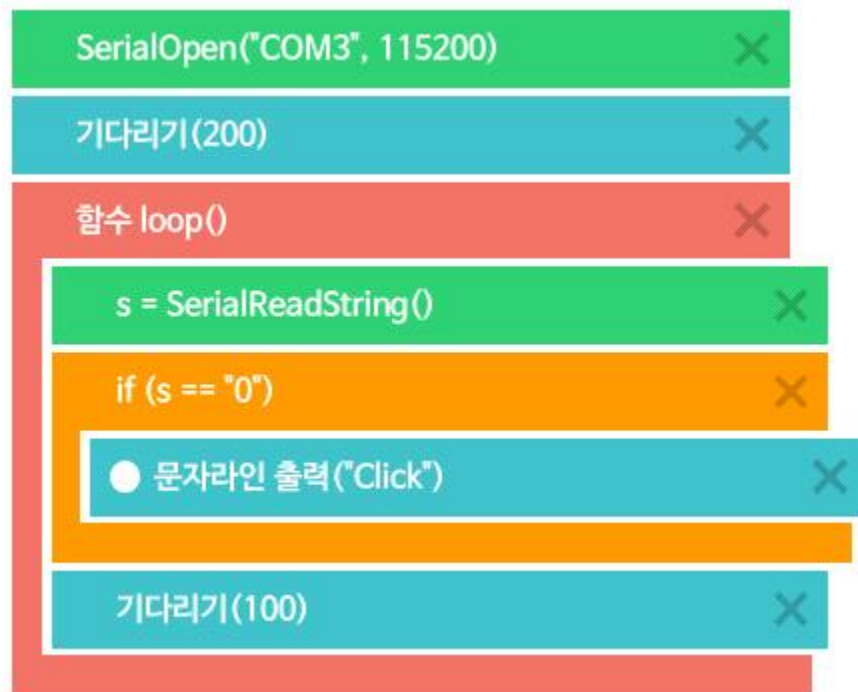 SerialOpen("COM3", 115200)
기다리기(200)
함수 loop()
s = SerialReadString()
if (s == "0")
문자라인 출력("Click")
기다리기(100)